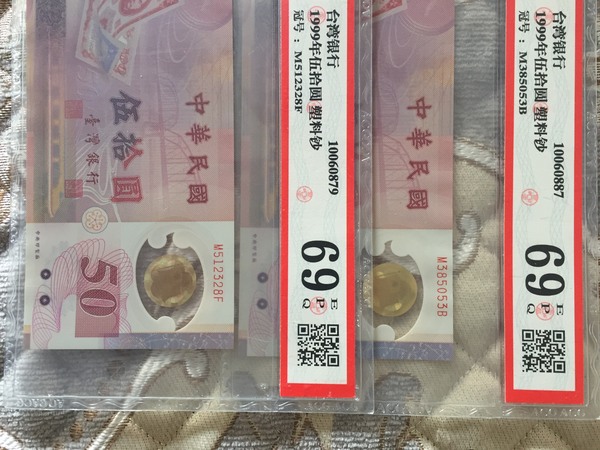 中華民國
伍拾圓
臺灣銀行
50
M512328F
台湾银行
1999年伍拾圆 塑料钞
冠号：M512328F
10060879
69
E
P
Q
中華民國
M385053B
台湾银行
1999年伍拾圆 塑料钞
冠号：M385053B
10060887
69
E
P
Q